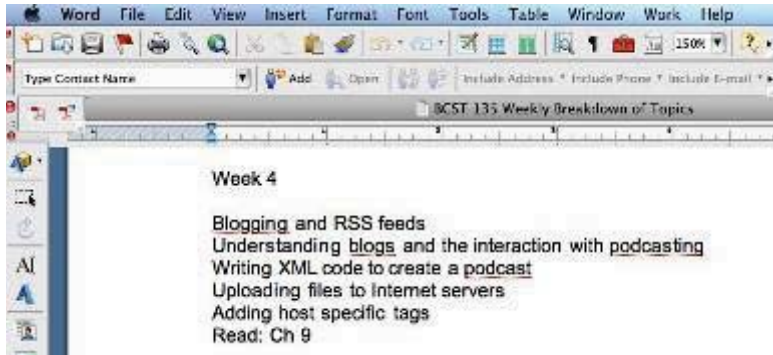 Word File Edit View Insert Format Font Tools Table Window Work Help
150%
Type Contact Name Add Open Include Address Include Phone Include E-mail
BCST 135 Weekly Breakdown of Topics
Week 4
Blogging and RSS feeds
Understanding blogs and the interaction with podcasting
Writing XML code to create a podcast
Uploading files to Internet servers
Adding host specific tags
Read: Ch 9